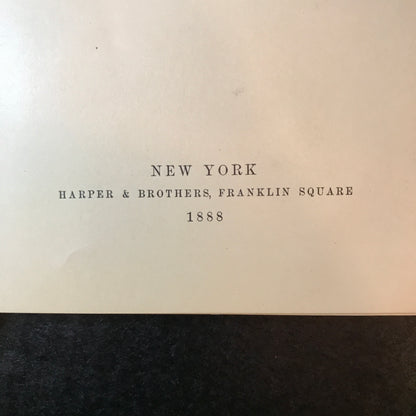 NEW YORK
HARPER & BROTHERS, FRANKLIN SQUARE
1888